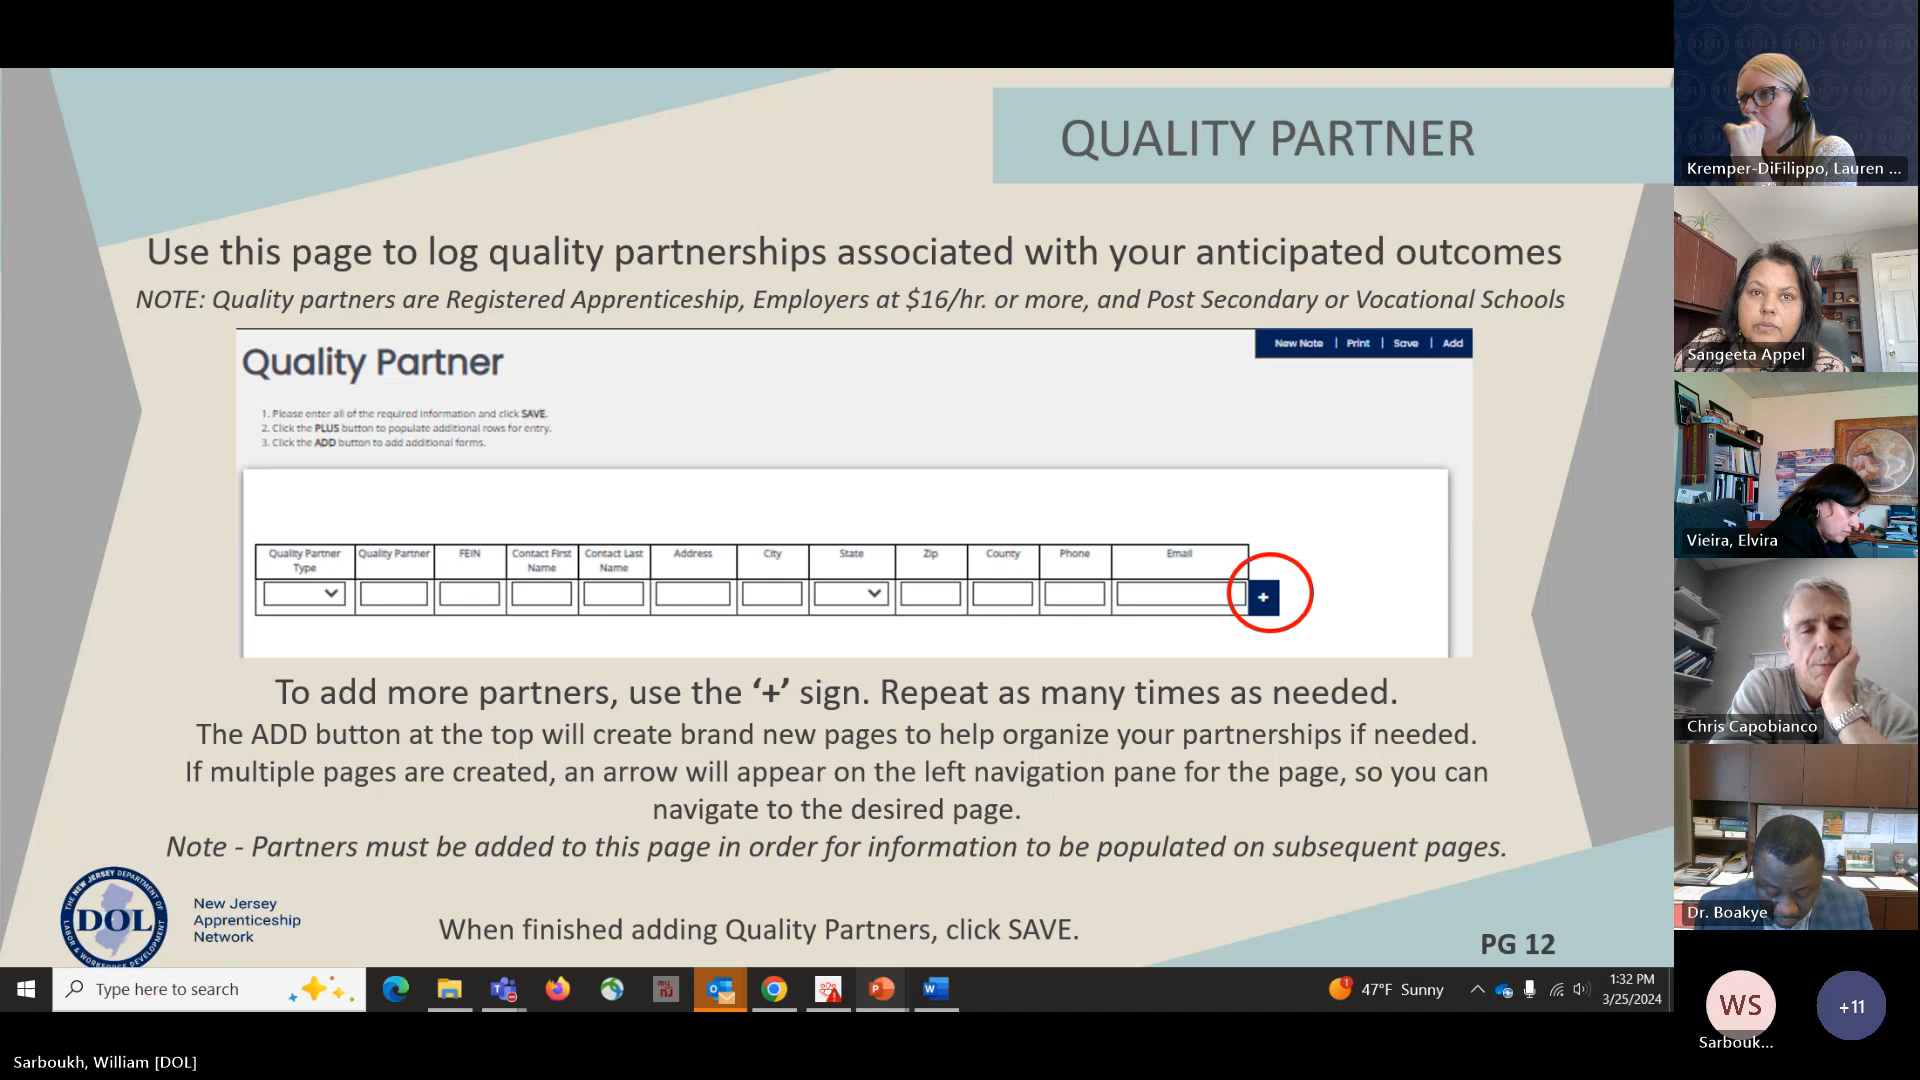 QUALITY PARTNER
Use this page to log quality partnerships associated with your anticipated outcomes
NOTE: Quality partners are Registered Apprenticeship, Employers at $16/hr. or more, and Post Secondary or Vocational Schools
New Note | Print | Save | Add
Quality Partner
1. Please enter all of the required information and click SAVE.
2. Click the PLUS button to populate additional rows for entry.
3. Click the ADD button to add additional forms.
Quality Partner Type
Quality Partner
FEIN
Contact First Name
Contact Last Name
Address
City
State
Zip
County
Phone
Email
+
To add more partners, use the ‘+’ sign. Repeat as many times as needed.
The ADD button at the top will create brand new pages to help organize your partnerships if needed.
If multiple pages are created, an arrow will appear on the left navigation pane for the page, so you can
navigate to the desired page.
Note - Partners must be added to this page in order for information to be populated on subsequent pages.
THE NEW JERSEY DEPARTMENT OF
DOL
LABOR & WORKFORCE DEVELOPMENT
New Jersey
Apprenticeship
Network
When finished adding Quality Partners, click SAVE.
PG 12
Type here to search
47°F Sunny
1:32 PM
3/25/2024
Sarboukh, William [DOL]
Kremper-DiFilippo, Lauren ...
Sangeeta Appel
Vieira, Elvira
Chris Capobianco
Dr. Boakye
WS
Sarbouk...
+11